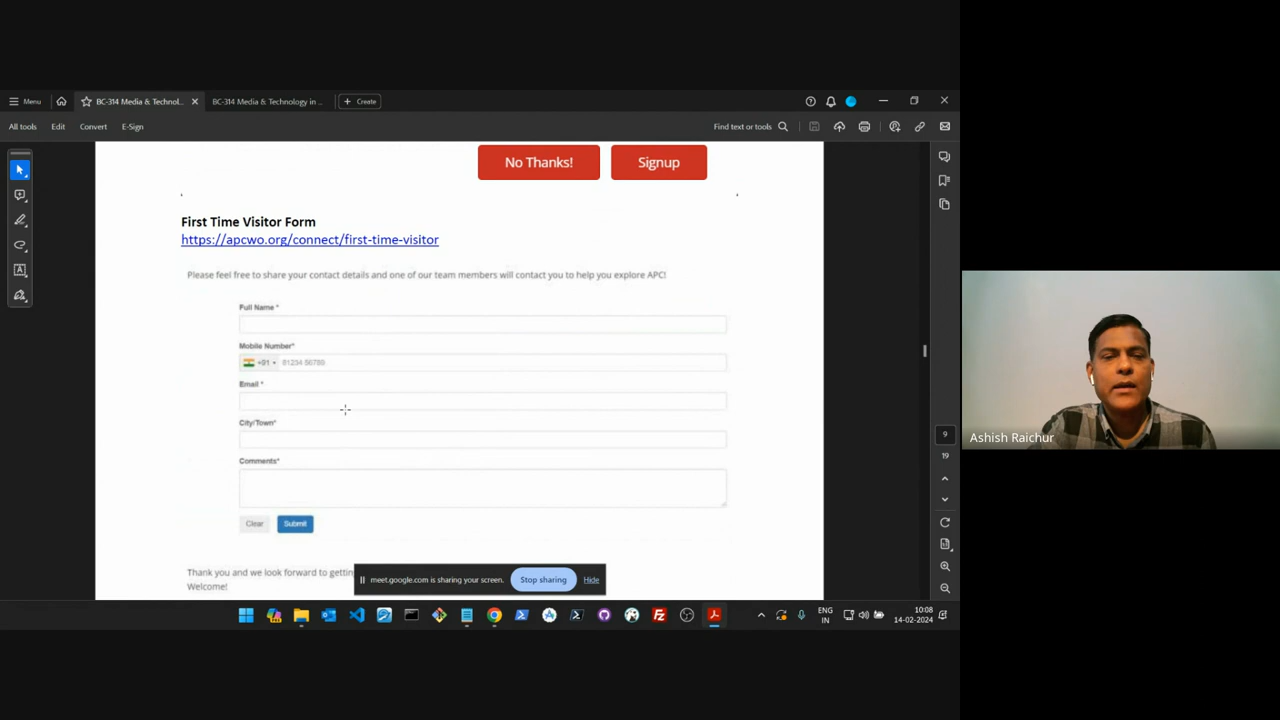 Menu
BC-314 Media & Technol...
BC-314 Media & Technology in ...
Create
All tools
Edit
Convert
E-Sign
Find text or tools
No Thanks!
Signup
First Time Visitor Form
https://apcwo.org/connect/first-time-visitor
Please feel free to share your contact details and one of our team members will contact you to help you explore APC!
Full Name *
Mobile Number*
+91
81234 56789
Email *
City/Town*
Comments*
Clear
Submit
Thank you and we look forward to gettin
Welcome!
meet.google.com is sharing your screen.
Stop sharing
Hide
9
19
ENG
IN
10:08
14-02-2024
Ashish Raichur